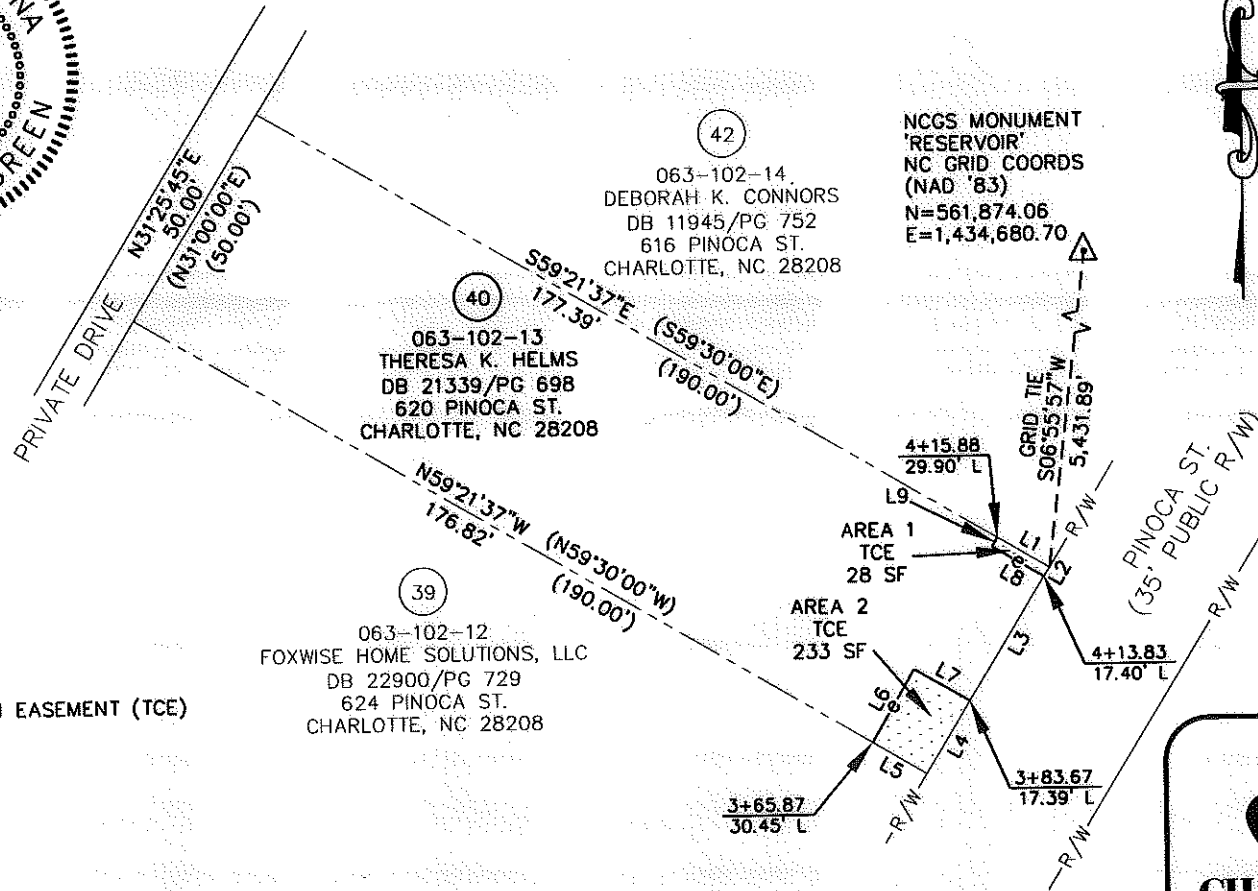 NA
GREEN
N31°25'45"E
50.00'
(N31°00'00"E)
(50.00')
PRIVATE DRIVE
42
063-102-14
DEBORAH K. CONNORS
DB 11945/PG 752
616 PINOCA ST.
CHARLOTTE, NC 28208
NCGS MONUMENT
'RESERVOIR'
NC GRID COORDS
(NAD '83)
N=561,874.06
E=1,434,680.70
S59°21'37"E (S59°30'00"E)
177.39' (190.00')
40
063-102-13
THERESA K. HELMS
DB 21339/PG 698
620 PINOCA ST.
CHARLOTTE, NC 28208
GRID TIE
S06°55'57"W
5,431.89'
PINOCA ST.
(35' PUBLIC R/W)
R/W
R/W
R/W
R/W
4+15.88
29.90' L
L9
L1
L2
e
L8
AREA 1
TCE
28 SF
N59°21'37"W (N59°30'00"W)
176.82' (190.00')
39
063-102-12
FOXWISE HOME SOLUTIONS, LLC
DB 22900/PG 729
624 PINOCA ST.
CHARLOTTE, NC 28208
AREA 2
TCE
233 SF
L3
4+13.83
17.40' L
L7
L6
e
L4
L5
3+83.67
17.39' L
3+65.87
30.45' L
EASEMENT (TCE)